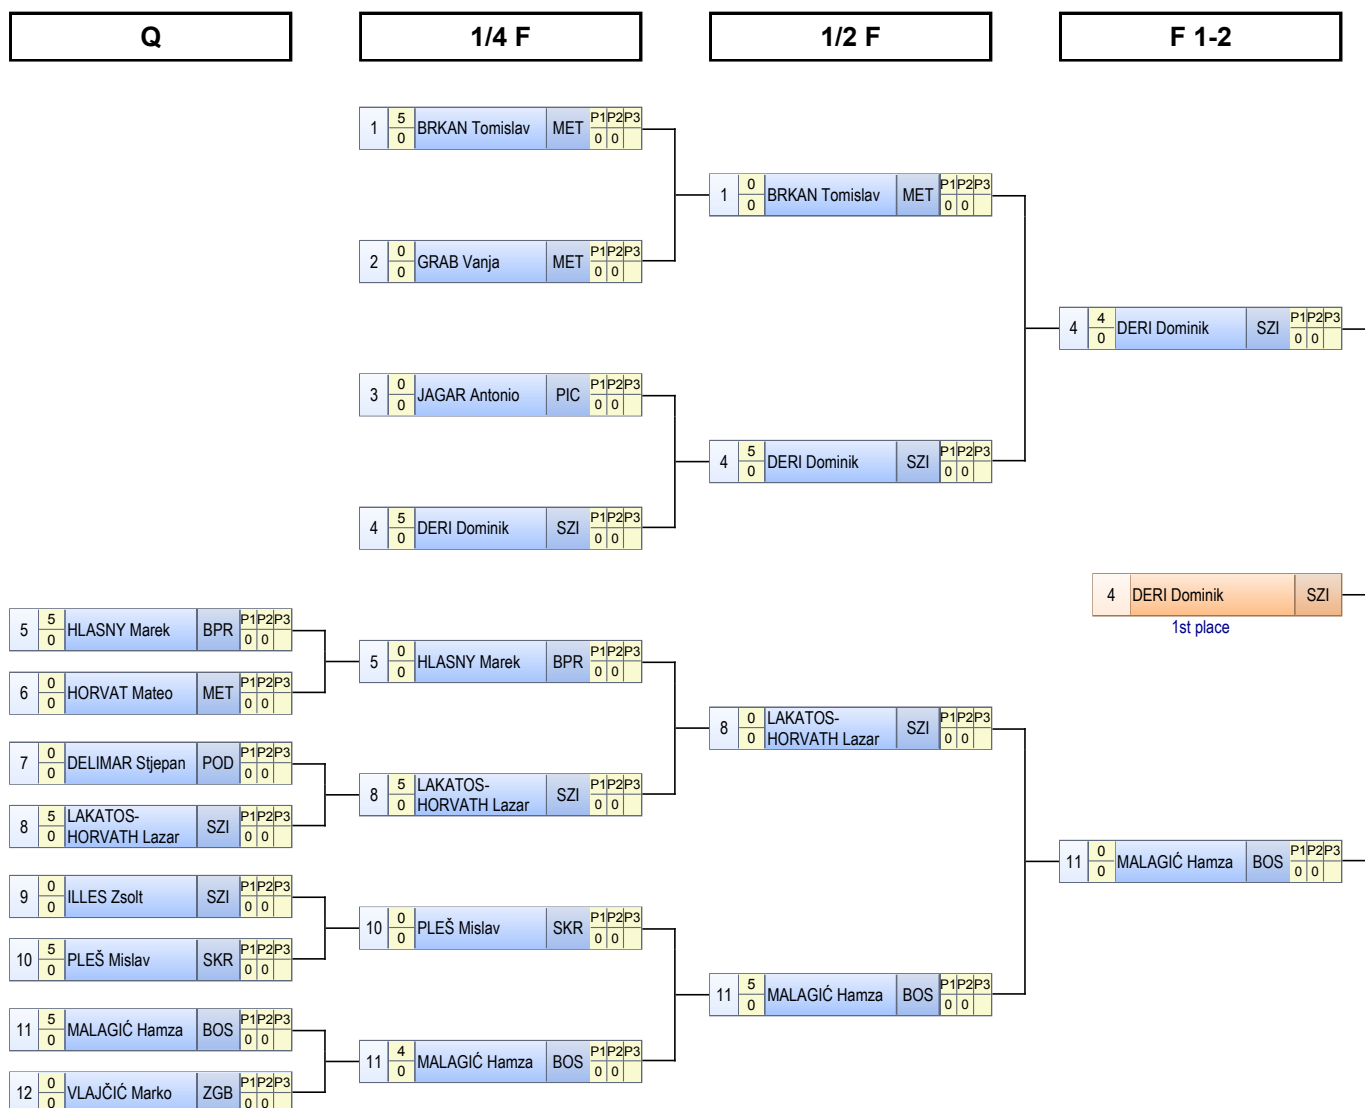 Q
1/4 F
1/2 F
F 1-2
1 5 BRKAN Tomislav MET P1 P2 P3
0 0 0
2 0 GRAB Vanja MET P1 P2 P3
0 0 0
3 0 JAGAR Antonio PIC P1 P2 P3
0 0 0
4 5 DERI Dominik SZI P1 P2 P3
0 0 0
1 0 BRKAN Tomislav MET P1 P2 P3
0 0 0
4 5 DERI Dominik SZI P1 P2 P3
0 0 0
4 4 DERI Dominik SZI P1 P2 P3
0 0 0
4 DERI Dominik SZI
1st place
5 5 HLASNY Marek BPR P1 P2 P3
0 0 0
6 0 HORVAT Mateo MET P1 P2 P3
0 0 0
7 0 DELIMAR Stjepan POD P1 P2 P3
0 0 0
8 5 LAKATOS- SZI P1 P2 P3
0 HORVATH Lazar 0 0
9 0 ILLES Zsolt SZI P1 P2 P3
0 0 0
10 5 PLEŠ Mislav SKR P1 P2 P3
0 0 0
11 5 MALAGIĆ Hamza BOS P1 P2 P3
0 0 0
12 0 VLAJČIĆ Marko ZGB P1 P2 P3
0 0 0
5 0 HLASNY Marek BPR P1 P2 P3
0 0 0
8 5 LAKATOS- SZI P1 P2 P3
0 HORVATH Lazar 0 0
10 0 PLEŠ Mislav SKR P1 P2 P3
0 0 0
11 4 MALAGIĆ Hamza BOS P1 P2 P3
0 0 0
8 0 LAKATOS- SZI P1 P2 P3
0 HORVATH Lazar 0 0
11 5 MALAGIĆ Hamza BOS P1 P2 P3
0 0 0
11 0 MALAGIĆ Hamza BOS P1 P2 P3
0 0 0